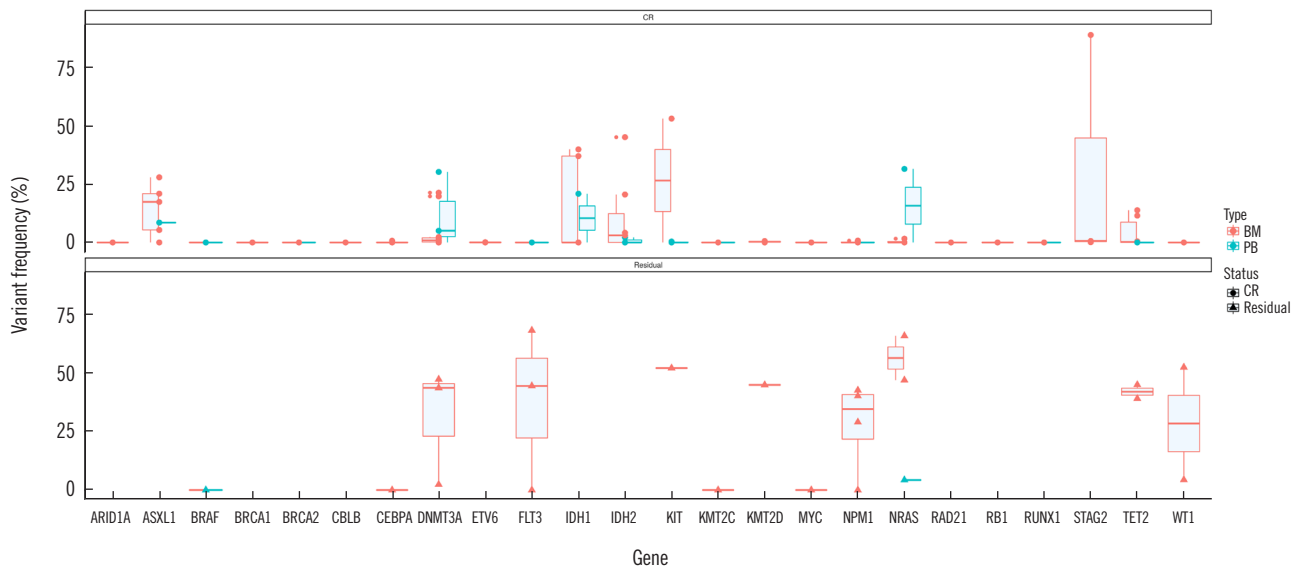 CR
75
50
25
0
Residual
75
50
25
0
Variant frequency (%)
ARID1A ASXL1 BRAF BRCA1 BRCA2 CBLB CEBPA DNMT3A ETV6 FLT3 IDH1 IDH2 KIT KMT2C KMT2D MYC NPM1 NRAS RAD21 RB1 RUNX1 STAG2 TET2 WT1
Gene
Type
BM
PB
Status
CR
Residual